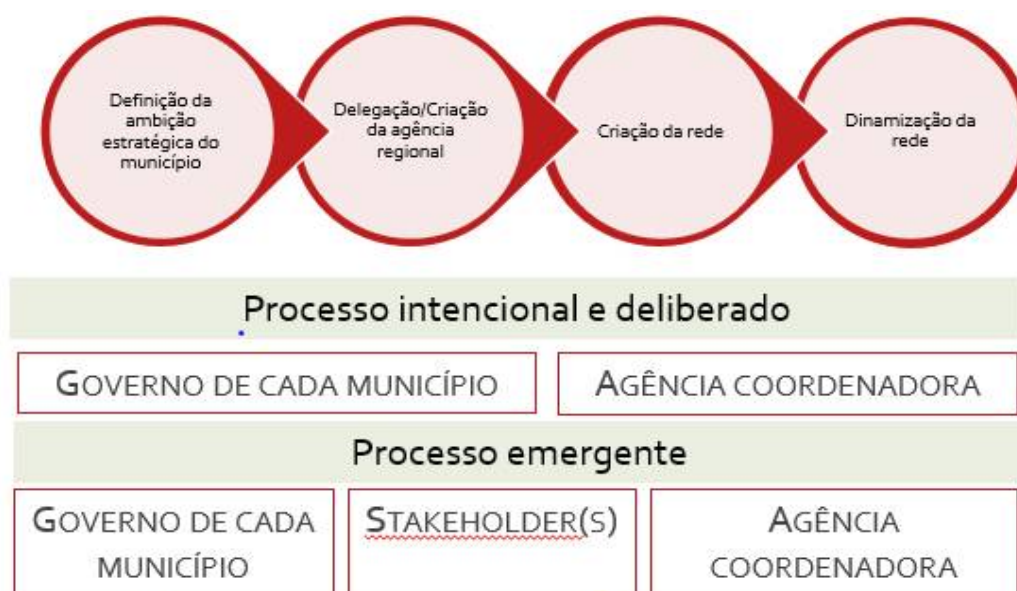 Definição da
ambição
estratégica do
município
Delegação/Criação
da agência
regional
Criação da rede
Dinamização da
rede
Processo intencional e deliberado
GOVERNO DE CADA MUNICÍPIO
AGÊNCIA COORDENADORA
Processo emergente
GOVERNO DE CADA
MUNICÍPIO
STAKEHOLDER(S)
AGÊNCIA
COORDENADORA